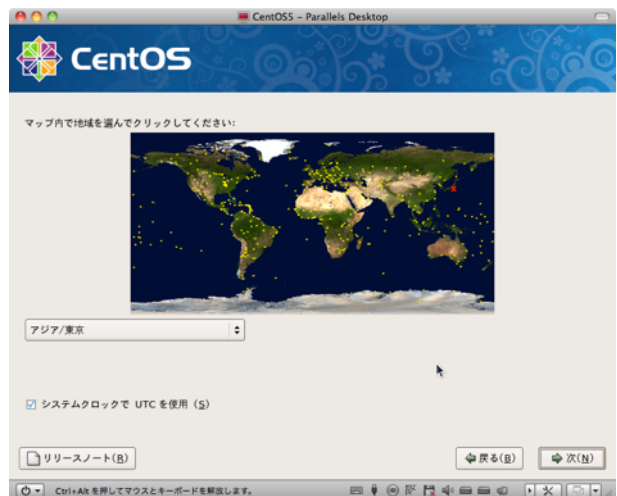 CentOS5 - Parallels Desktop
CentOS
マップ内で地域を選んでクリックしてください:
アジア/東京
システムクロックで UTC を使用 (S)
リリースノート(R)
戻る(B)
次(N)
Ctrl+Alt を押してマウスとキーボードを解放します。